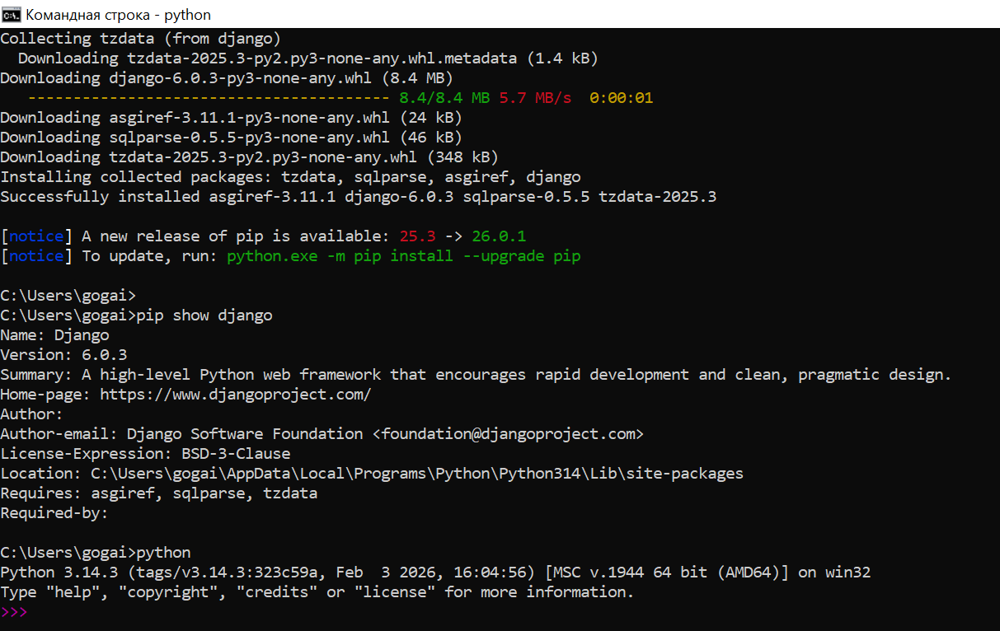 Командная строка - python
Collecting tzdata (from django)
  Downloading tzdata-2025.3-py2.py3-none-any.whl.metadata (1.4 kB)
Downloading django-6.0.3-py3-none-any.whl (8.4 MB)
   ---------------------------------------- 8.4/8.4 MB 5.7 MB/s  0:00:01
Downloading asgiref-3.11.1-py3-none-any.whl (24 kB)
Downloading sqlparse-0.5.5-py3-none-any.whl (46 kB)
Downloading tzdata-2025.3-py2.py3-none-any.whl (348 kB)
Installing collected packages: tzdata, sqlparse, asgiref, django
Successfully installed asgiref-3.11.1 django-6.0.3 sqlparse-0.5.5 tzdata-2025.3

[notice] A new release of pip is available: 25.3 -> 26.0.1
[notice] To update, run: python.exe -m pip install --upgrade pip

C:\Users\gogai>
C:\Users\gogai>pip show django
Name: Django
Version: 6.0.3
Summary: A high-level Python web framework that encourages rapid development and clean, pragmatic design.
Home-page: https://www.djangoproject.com/
Author:
Author-email: Django Software Foundation <foundation@djangoproject.com>
License-Expression: BSD-3-Clause
Location: C:\Users\gogai\AppData\Local\Programs\Python\Python314\Lib\site-packages
Requires: asgiref, sqlparse, tzdata
Required-by:

C:\Users\gogai>python
Python 3.14.3 (tags/v3.14.3:323c59a, Feb  3 2026, 16:04:56) [MSC v.1944 64 bit (AMD64)] on win32
Type "help", "copyright", "credits" or "license" for more information.
>>>